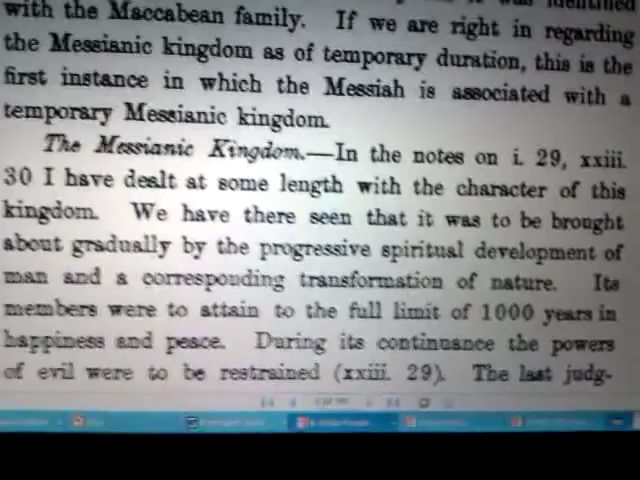 was identified
with the Maccabean family. If we are right in regarding
the Messianic kingdom as of temporary duration, this is the
first instance in which the Messiah is associated with a
temporary Messianic kingdom.
The Messianic Kingdom.—In the notes on i. 29, xxiii.
30 I have dealt at some length with the character of this
kingdom. We have there seen that it was to be brought
about gradually by the progressive spiritual development of
man and a corresponding transformation of nature. Its
members were to attain to the full limit of 1000 years in
happiness and peace. During its continuance the powers
of evil were to be restrained (xxiii. 29). The last judg-